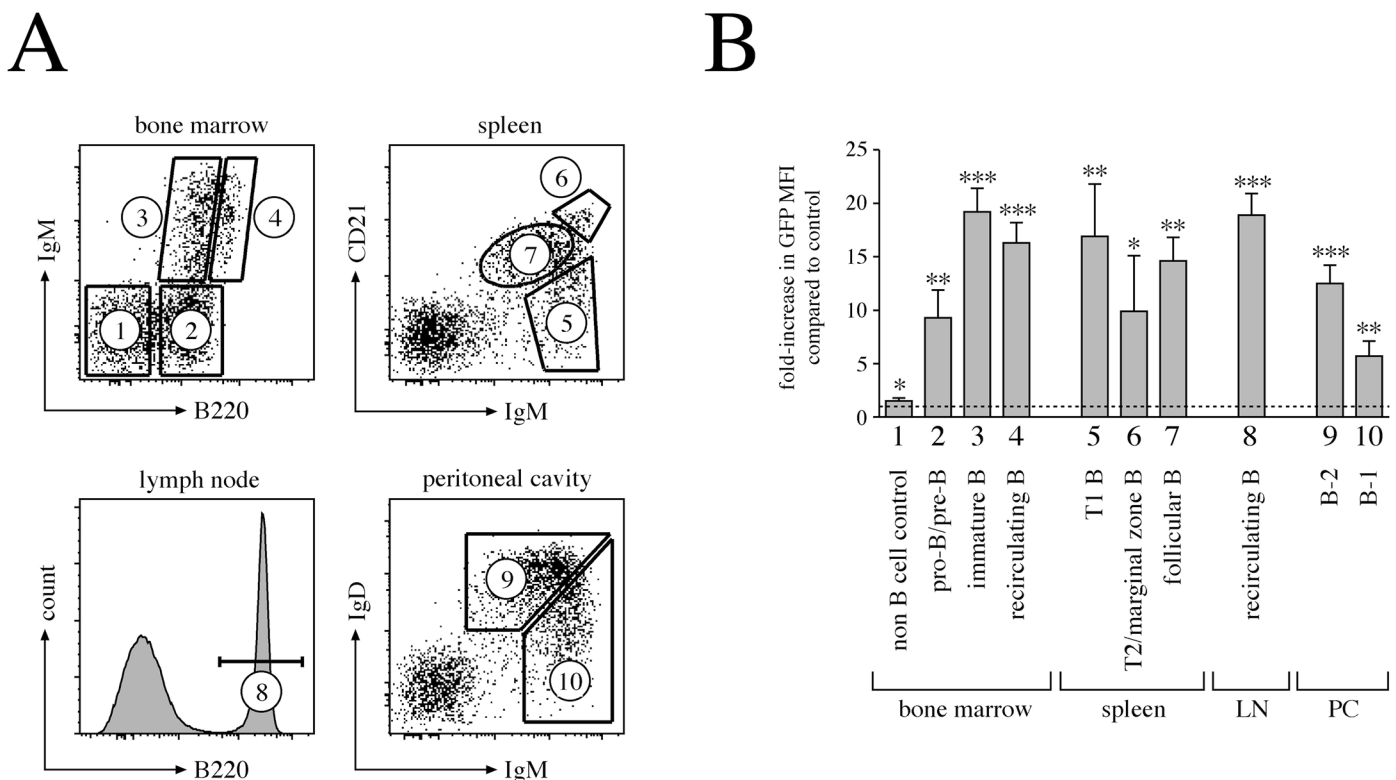 A
bone marrow
IgM
3
4
1
2
B220
spleen
CD21
6
7
5
IgM
lymph node
count
8
B220
peritoneal cavity
IgD
9
10
IgM
B
fold-increase in GFP MFI
compared to control
25
20
15
10
5
0
*
**
***
***
**
*
**
***
***
**
1 2 3 4 5 6 7 8 9 10
non B cell control
pro-B/pre-B
immature B
recirculating B
T1 B
T2/marginal zone B
follicular B
recirculating B
B-2
B-1
bone marrow spleen LN PC